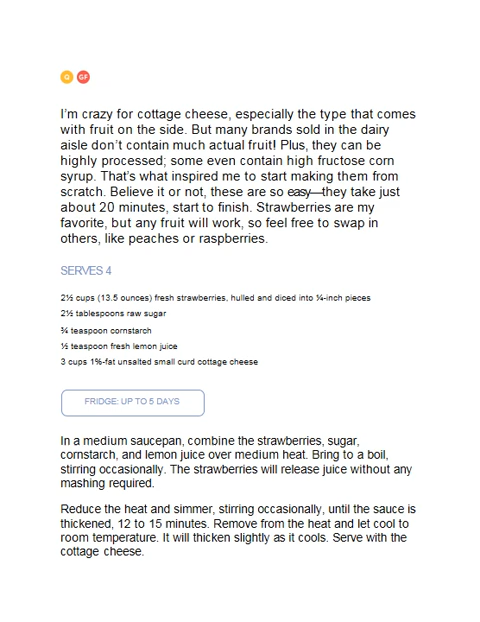 Q GF
I'm crazy for cottage cheese, especially the type that comes
with fruit on the side. But many brands sold in the dairy
aisle don't contain much actual fruit! Plus, they can be
highly processed; some even contain high fructose corn
syrup. That's what inspired me to start making them from
scratch. Believe it or not, these are so easy—they take just
about 20 minutes, start to finish. Strawberries are my
favorite, but any fruit will work, so feel free to swap in
others, like peaches or raspberries.
SERVES 4
2½ cups (13.5 ounces) fresh strawberries, hulled and diced into ¼-inch pieces
2½ tablespoons raw sugar
¾ teaspoon cornstarch
½ teaspoon fresh lemon juice
3 cups 1%-fat unsalted small curd cottage cheese
FRIDGE: UP TO 5 DAYS
In a medium saucepan, combine the strawberries, sugar,
cornstarch, and lemon juice over medium heat. Bring to a boil,
stirring occasionally. The strawberries will release juice without any
mashing required.
Reduce the heat and simmer, stirring occasionally, until the sauce is
thickened, 12 to 15 minutes. Remove from the heat and let cool to
room temperature. It will thicken slightly as it cools. Serve with the
cottage cheese.